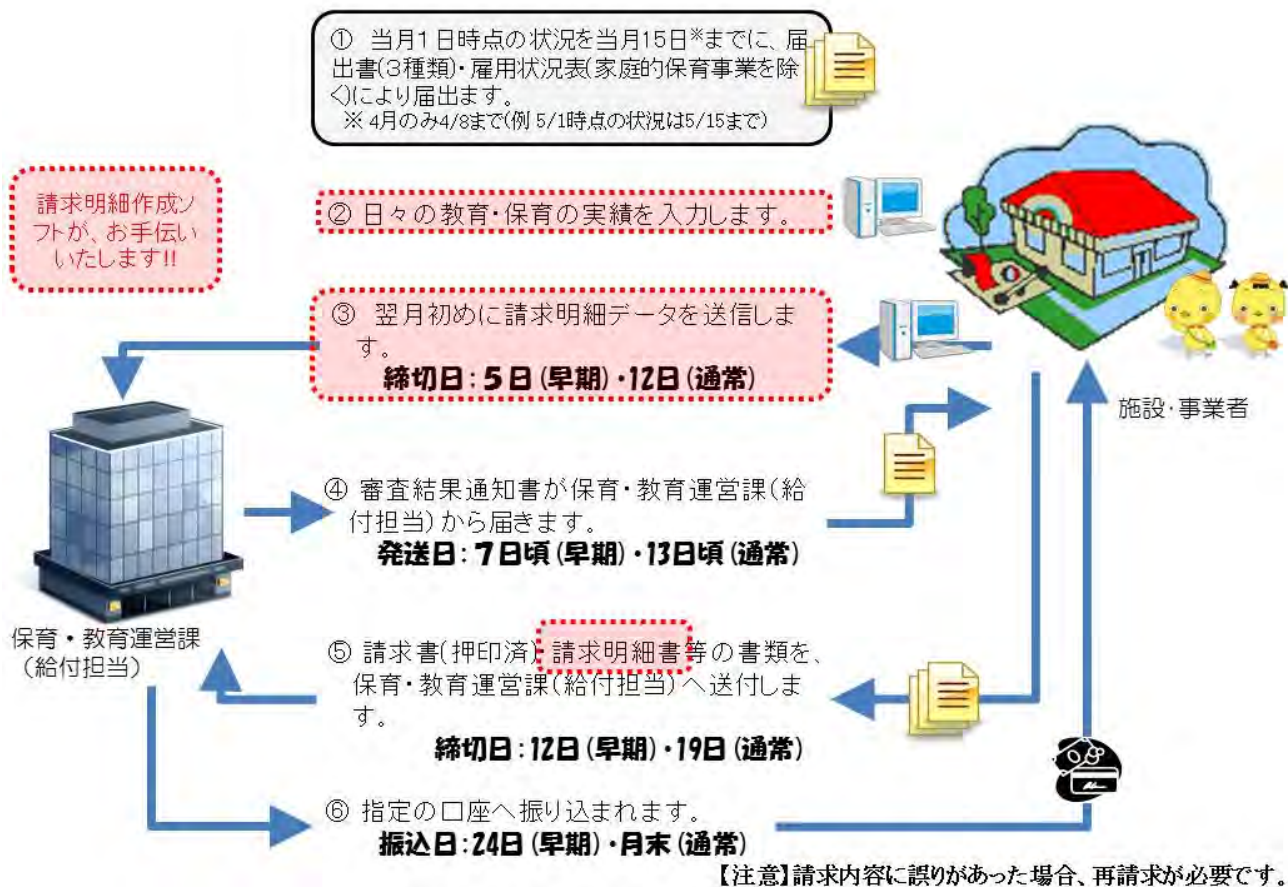 ① 当月1日時点の状況を当月15日※までに、届
出書(3種類)・雇用状況表(家庭的保育事業を除
く)により届出ます。
※ 4月のみ4/8まで(例 5/1時点の状況は5/15まで)
請求明細作成ソ
フトが、お手伝い
いたします!!
② 日々の教育・保育の実績を入力します。
③ 翌月初めに請求明細データを送信しま
す。
締切日:5日(早期)・12日(通常)
施設・事業者
④ 審査結果通知書が保育・教育運営課(給
付担当)から届きます。
発送日:7日頃(早期)・13日頃(通常)
保育・教育運営課
(給付担当)
⑤ 請求書(押印済)・請求明細書等の書類を、
保育・教育運営課(給付担当)へ送付しま
す。
締切日:12日(早期)・19日(通常)
⑥ 指定の口座へ振り込まれます。
振込日:24日(早期)・月末(通常)
【注意】請求内容に誤りがあった場合、再請求が必要です。